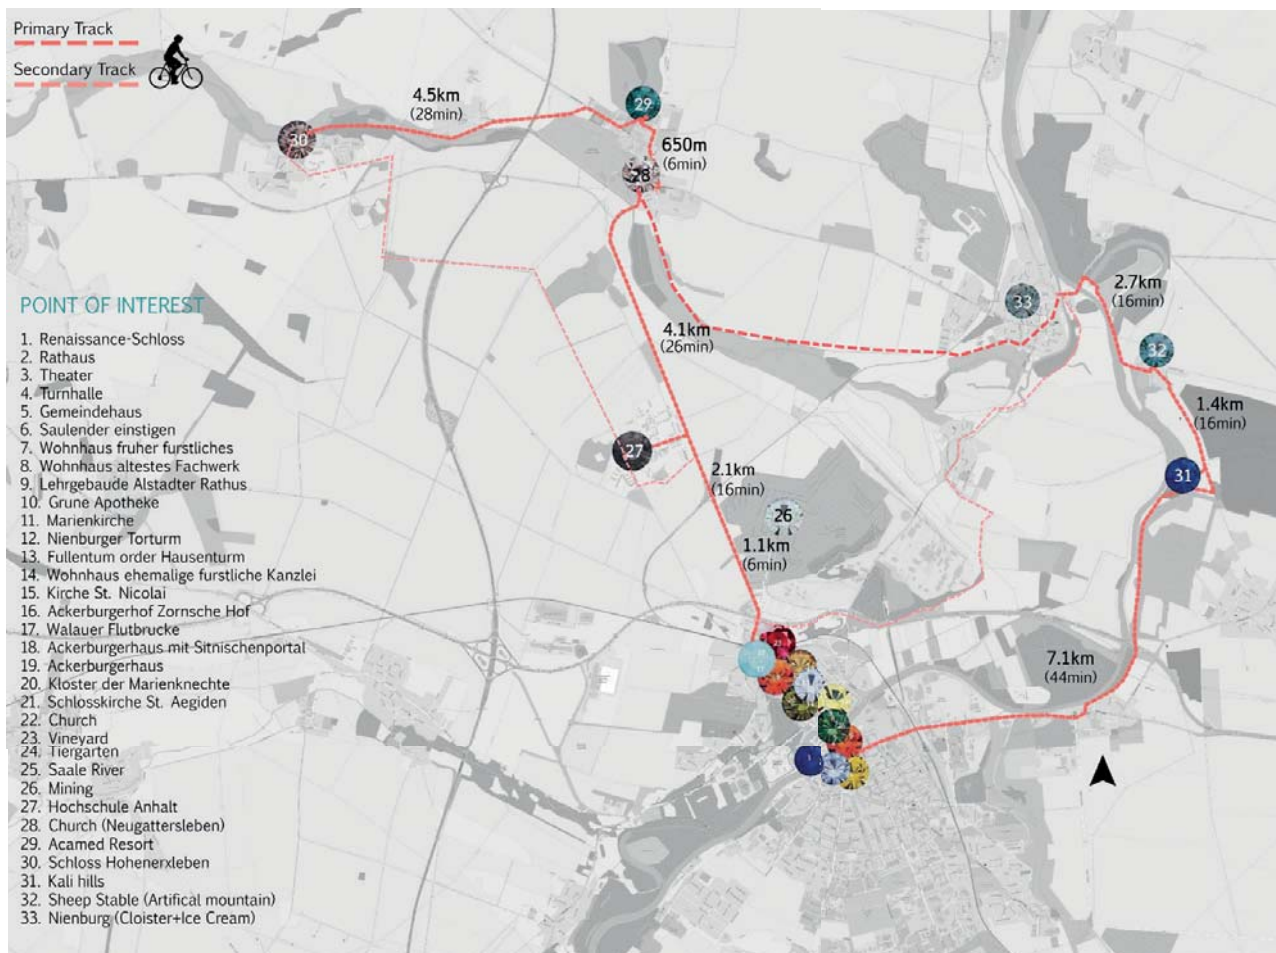 Primary Track
Secondary Track
4.5km
(28min)
29
30
650m
(6min)
28
2.7km
(16min)
33
POINT OF INTEREST
4.1km
(26min)
32
1. Renaissance-Schloss
2. Rathaus
3. Theater
4. Turnhalle
5. Gemeindehaus
6. Saulender einstigen
7. Wohnhaus fruher furstliches
8. Wohnhaus altestes Fachwerk
9. Lehrgebaude Alstadter Rathus
10. Grune Apotheke
11. Marienkirche
12. Nienburger Torturm
13. Fullentum order Hausenturm
14. Wohnhaus ehemalige furstliche Kanzlei
15. Kirche St. Nicolai
16. Ackerburgerhof Zornsche Hof
17. Walauer Flutbrucke
18. Ackerburgerhaus mit Sitnischenportal
19. Ackerburgerhaus
20. Kloster der Marienknechte
21. Schlosskirche St. Aegiden
22. Church
23. Vineyard
24. Tiergarten
25. Saale River
26. Mining
27. Hochschule Anhalt
28. Church (Neugattersleben)
29. Acamed Resort
30. Schloss Hohenerxleben
31. Kali hills
32. Sheep Stable (Artifical mountain)
33. Nienburg (Cloister+Ice Cream)
1.4km
(16min)
27
2.1km
(16min)
31
26
1.1km
(6min)
7.1km
(44min)